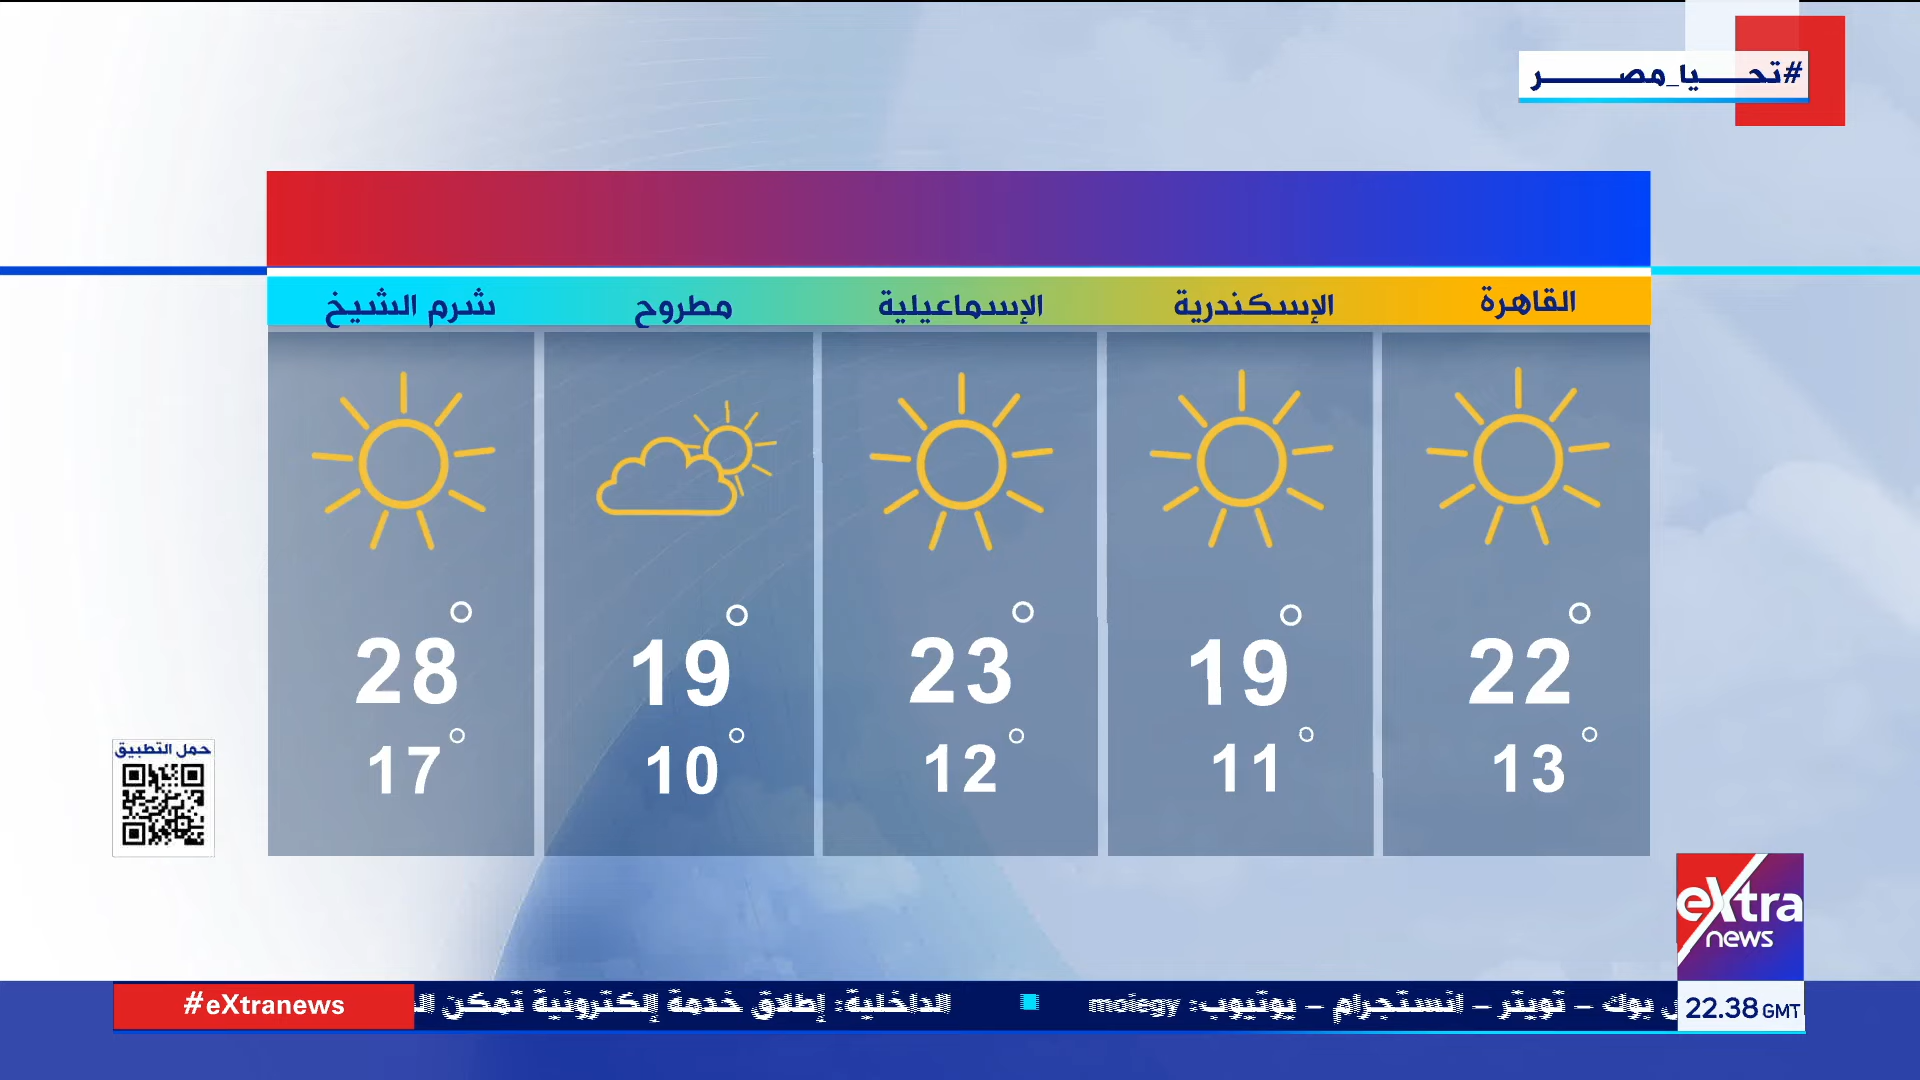 #تحـــيا_مصـــــر
القاهرة
الإسكندرية
الإسماعيلية
مطروح
شرم الشيخ
22°
19°
23°
19°
28°
13°
11°
12°
10°
17°
حمل التطبيق
eXtra
news
22.38 GMT
بوك – تويتر – انستجرام – يوتيوب: moiegy
الداخلية: إطلاق خدمة إلكترونية تمكن
#eXtranews